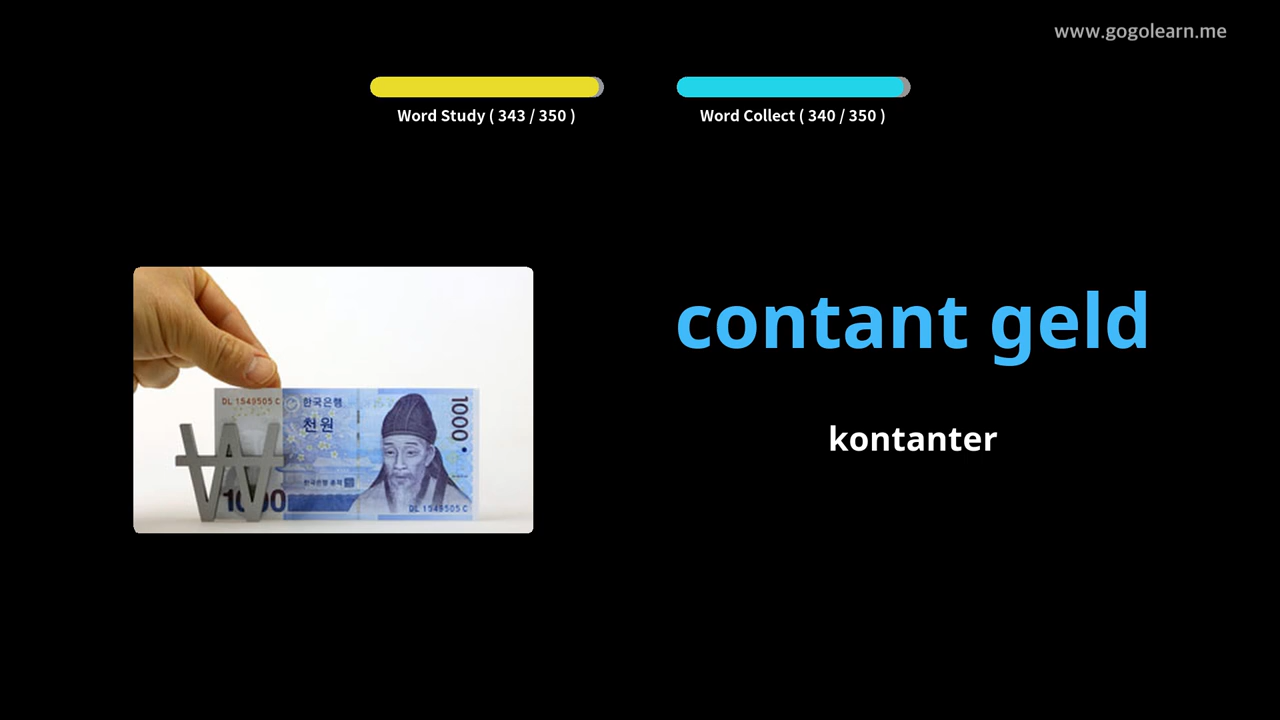 www.gogolearn.me
Word Study ( 343 / 350 )
Word Collect ( 340 / 350 )
contant geld
kontanter
DL 1549505 C
한국은행
천원
1000
1000
DL 1549505 C